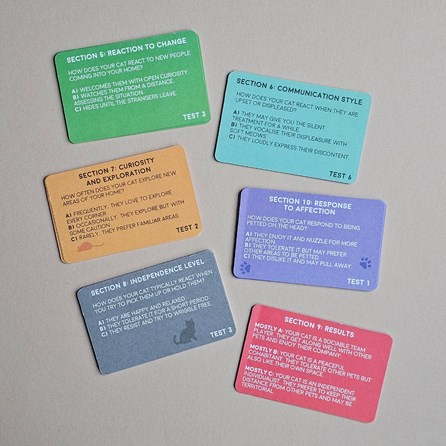 SECTION 5: REACTION TO CHANGE
HOW DOES YOUR CAT REACT TO NEW PEOPLE
COMING INTO YOUR HOME?
A) WELCOMES THEM WITH OPEN CURIOSITY
B) WATCHES THEM FROM A DISTANCE,
ASSESSING THE SITUATION.
C) HIDES UNTIL THE STRANGERS LEAVE.
TEST 2
SECTION 6: COMMUNICATION STYLE
HOW DOES YOUR CAT REACT WHEN THEY ARE
UPSET OR DISPLEASED?
A) THEY MAY GIVE YOU THE SILENT
TREATMENT FOR A WHILE
B) THEY VOCALISE THEIR DISPLEASURE WITH
SOFT MEOWS
C) THEY LOUDLY EXPRESS THEIR DISCONTENT
TEST 6
SECTION 7: CURIOSITY
AND EXPLORATION
HOW OFTEN DOES YOUR CAT EXPLORE NEW
AREAS OF YOUR HOME?
A) FREQUENTLY, THEY LOVE TO EXPLORE
EVERY CORNER
B) OCCASIONALLY, THEY EXPLORE BUT WITH
SOME CAUTION
C) RARELY, THEY PREFER FAMILIAR AREAS
TEST 2
SECTION 10: RESPONSE
TO AFFECTION
HOW DOES YOUR CAT RESPOND TO BEING
PETTED ON THE HEAD?
A) THEY ENJOY IT AND NUZZLE FOR MORE
AFFECTION.
B) THEY TOLERATE IT BUT MAY PREFER
OTHER AREAS TO BE PETTED.
C) THEY DISLIKE IT AND MAY PULL AWAY.
TEST 1
SECTION 8: INDEPENDENCE LEVEL
HOW DOES YOUR CAT TYPICALLY REACT WHEN
YOU TRY TO PICK THEM UP OR HOLD THEM?
A) THEY ARE HAPPY AND RELAXED
B) THEY TOLERATE IT FOR A SHORT PERIOD
C) THEY RESIST AND TRY TO WRIGGLE FREE
TEST 3
SECTION 9: RESULTS
MOSTLY A: YOUR CAT IS A SOCIABLE TEAM
PLAYER. THEY GET ALONG WELL WITH OTHER
PETS AND ENJOY THEIR COMPANY.
MOSTLY B: YOUR CAT IS A PEACEFUL
COHABITANT. THEY TOLERATE OTHER PETS BUT
ALSO LIKE THEIR OWN SPACE.
MOSTLY C: YOUR CAT IS AN INDEPENDENT
INDIVIDUALIST. THEY PREFER TO KEEP THEIR
DISTANCE FROM OTHER PETS AND MAY BE
TERRITORIAL.